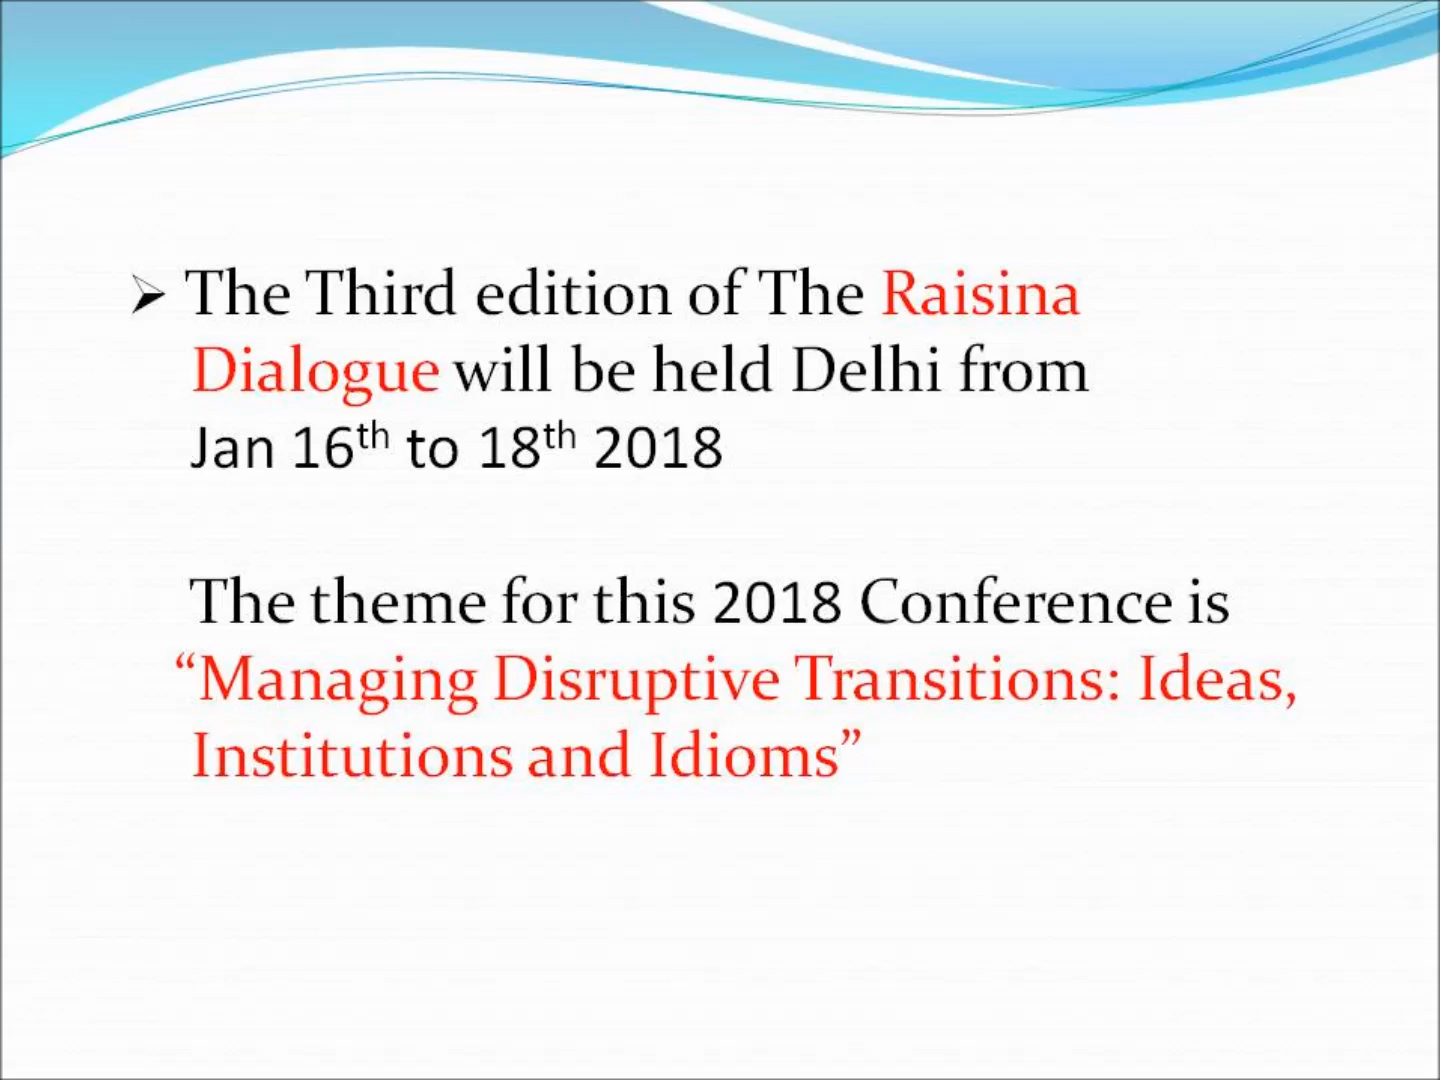 ➢ The Third edition of The Raisina
Dialogue will be held Delhi from
Jan 16th to 18th 2018
The theme for this 2018 Conference is
“Managing Disruptive Transitions: Ideas,
Institutions and Idioms”